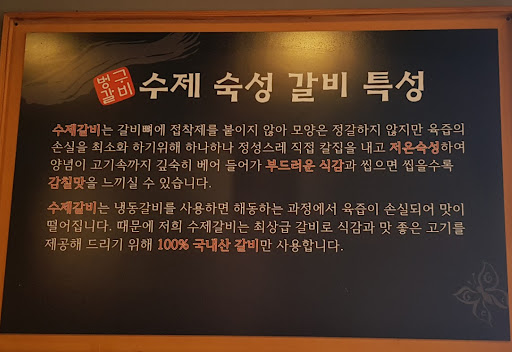 벙구갈비 수제 숙성 갈비 특성
수제갈비는 갈비뼈에 접착제를 붙이지 않아 모양은 정갈하지 않지만 육즙의
손실을 최소화 하기위해 하나하나 정성스레 직접 칼집을 내고 저온숙성하여
양념이 고기속까지 깊숙히 베어 들어가 부드러운 식감과 씹으면 씹을수록
감칠맛을 느끼실 수 있습니다.
수제갈비는 냉동갈비를 사용하면 해동하는 과정에서 육즙이 손실되어 맛이
떨어집니다. 때문에 저희 수제갈비는 최상급 갈비로 식감과 맛 좋은 고기를
제공해 드리기 위해 100% 국내산 갈비만 사용합니다.